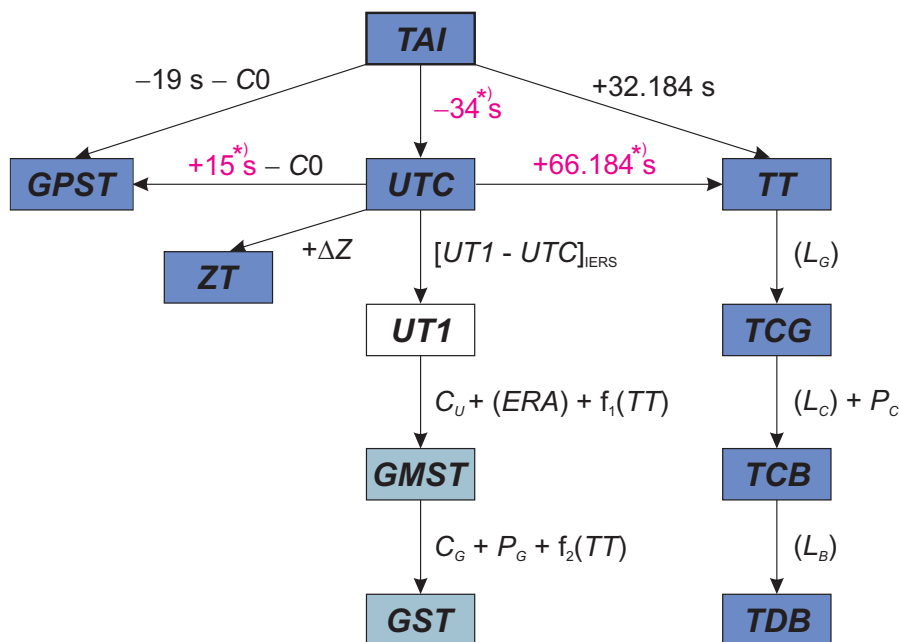 TAI
–19 s – C0
–34*) s
+32.184 s
GPST
+15*) s – C0
UTC
+66.184*) s
TT
+ΔZ
[UT1 - UTC]IERS
(LG)
ZT
UT1
TCG
CU + (ERA) + f1(TT)
(LC) + PC
GMST
TCB
CG + PG + f2(TT)
(LB)
GST
TDB